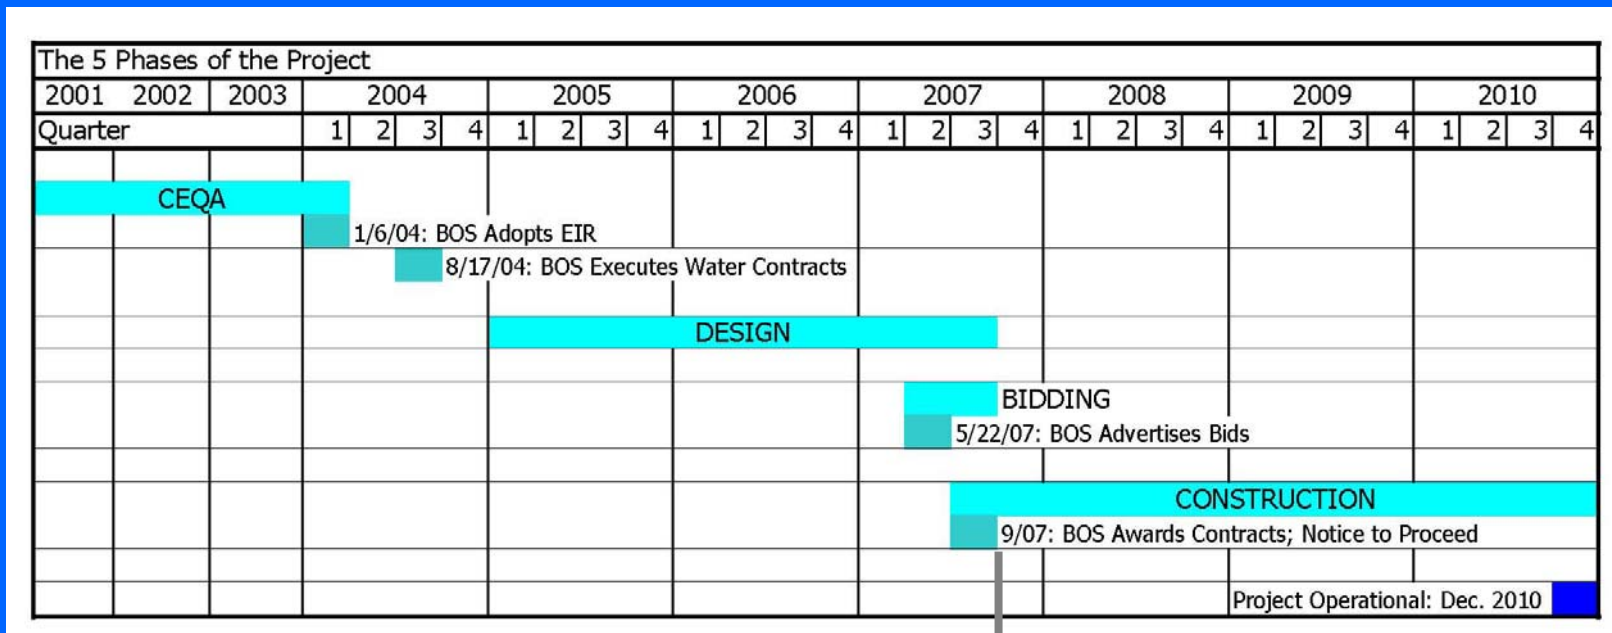 The 5 Phases of the Project
2001 2002 2003 2004 2005 2006 2007 2008 2009 2010
Quarter 1 2 3 4 1 2 3 4 1 2 3 4 1 2 3 4 1 2 3 4 1 2 3 4 1 2 3 4
CEQA
1/6/04: BOS Adopts EIR
8/17/04: BOS Executes Water Contracts
DESIGN
BIDDING
5/22/07: BOS Advertises Bids
CONSTRUCTION
9/07: BOS Awards Contracts; Notice to Proceed
Project Operational: Dec. 2010